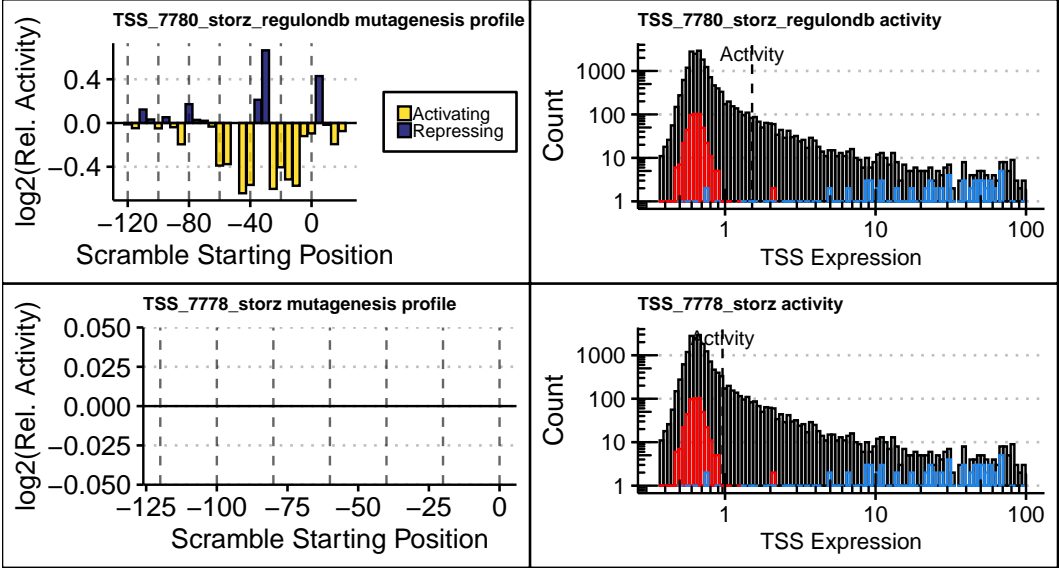 TSS_7780_storz_regulondb mutagenesis profile
log2(Rel. Activity)
0.4
0.0
−0.4
−120 −80 −40 0
Scramble Starting Position
Activating
Repressing
TSS_7780_storz_regulondb activity
Activity
Count
1000
100
10
1
1 10 100
TSS Expression
TSS_7778_storz mutagenesis profile
log2(Rel. Activity)
0.050
0.025
0.000
−0.025
−0.050
−125 −100 −75 −50 −25 0
Scramble Starting Position
TSS_7778_storz activity
Activity
Count
1000
100
10
1
1 10 100
TSS Expression